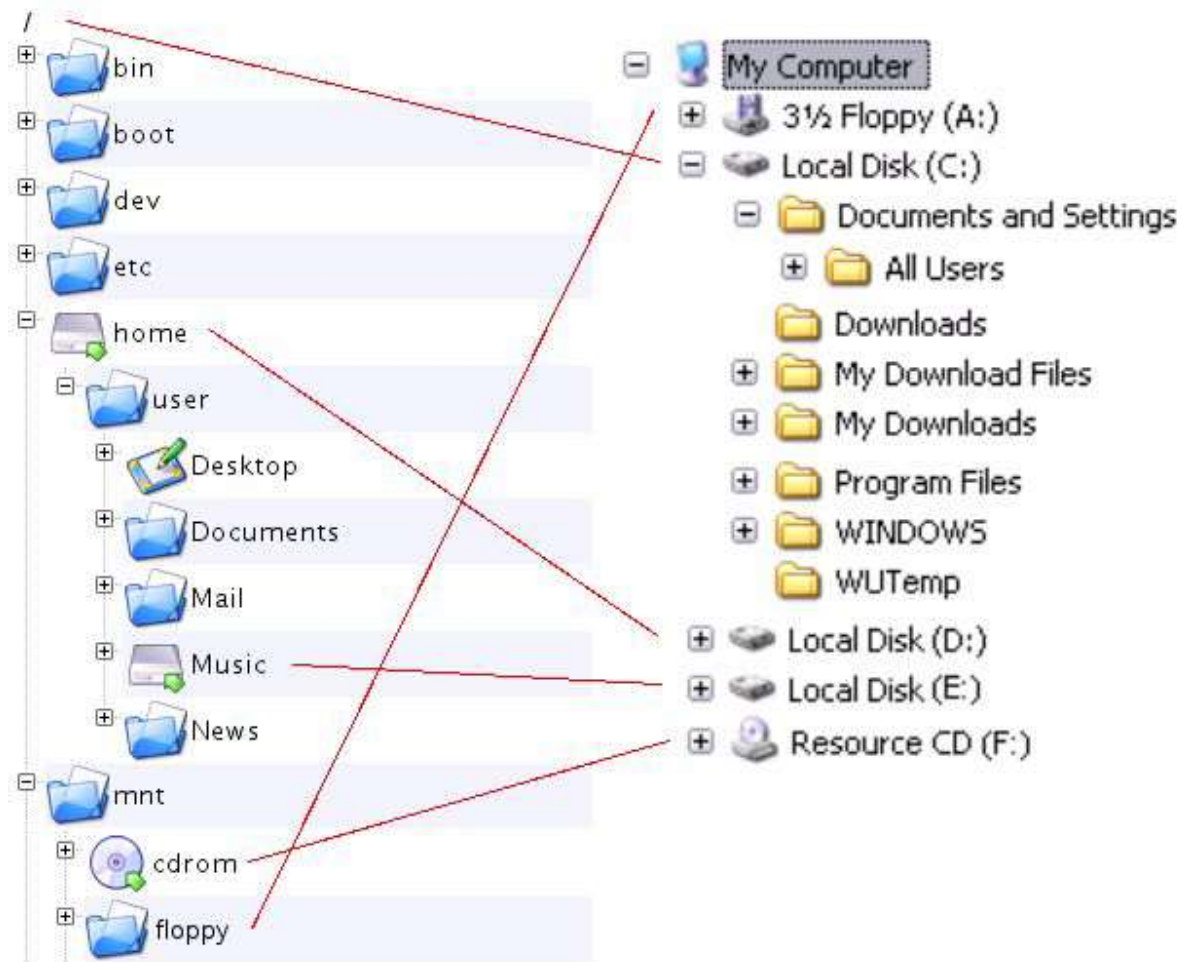 /
bin
boot
dev
etc
home
user
Desktop
Documents
Mail
Music
News
mnt
cdrom
floppy
My Computer
3½ Floppy (A:)
Local Disk (C:)
Documents and Settings
All Users
Downloads
My Download Files
My Downloads
Program Files
WINDOWS
WUTemp
Local Disk (D:)
Local Disk (E:)
Resource CD (F:)